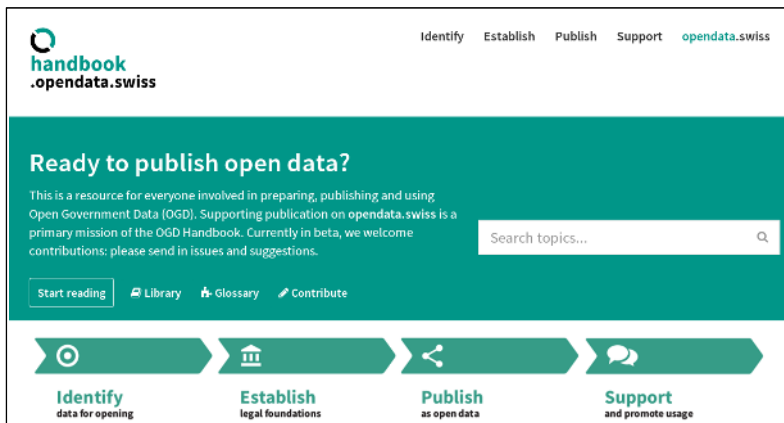 handbook
.opendata.swiss
Identify Establish Publish Support opendata.swiss
Ready to publish open data?
This is a resource for everyone involved in preparing, publishing and using
Open Government Data (OGD). Supporting publication on opendata.swiss is a
primary mission of the OGD Handbook. Currently in beta, we welcome
contributions: please send in issues and suggestions.
Search topics...
Start reading Library Glossary Contribute
Identify
data for opening
Establish
legal foundations
Publish
as open data
Support
and promote usage